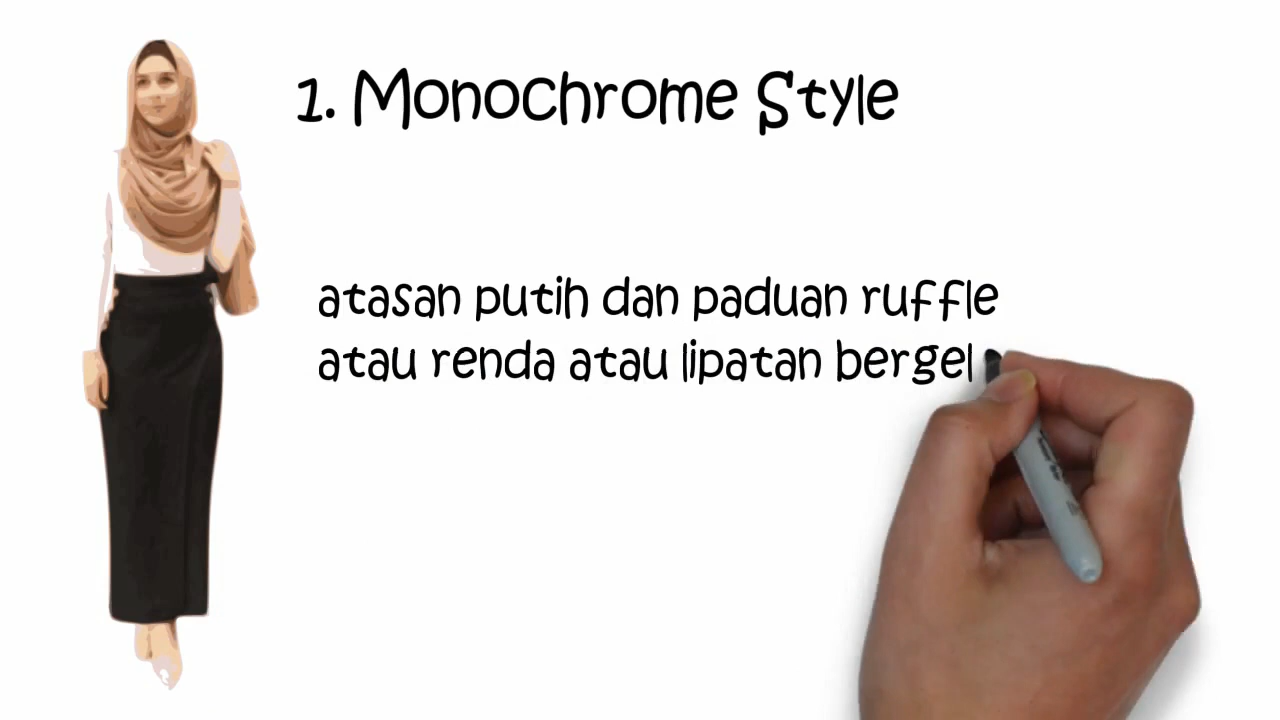 1. Monochrome Style
atasan putih dan paduan ruffle
atau renda atau lipatan bergel